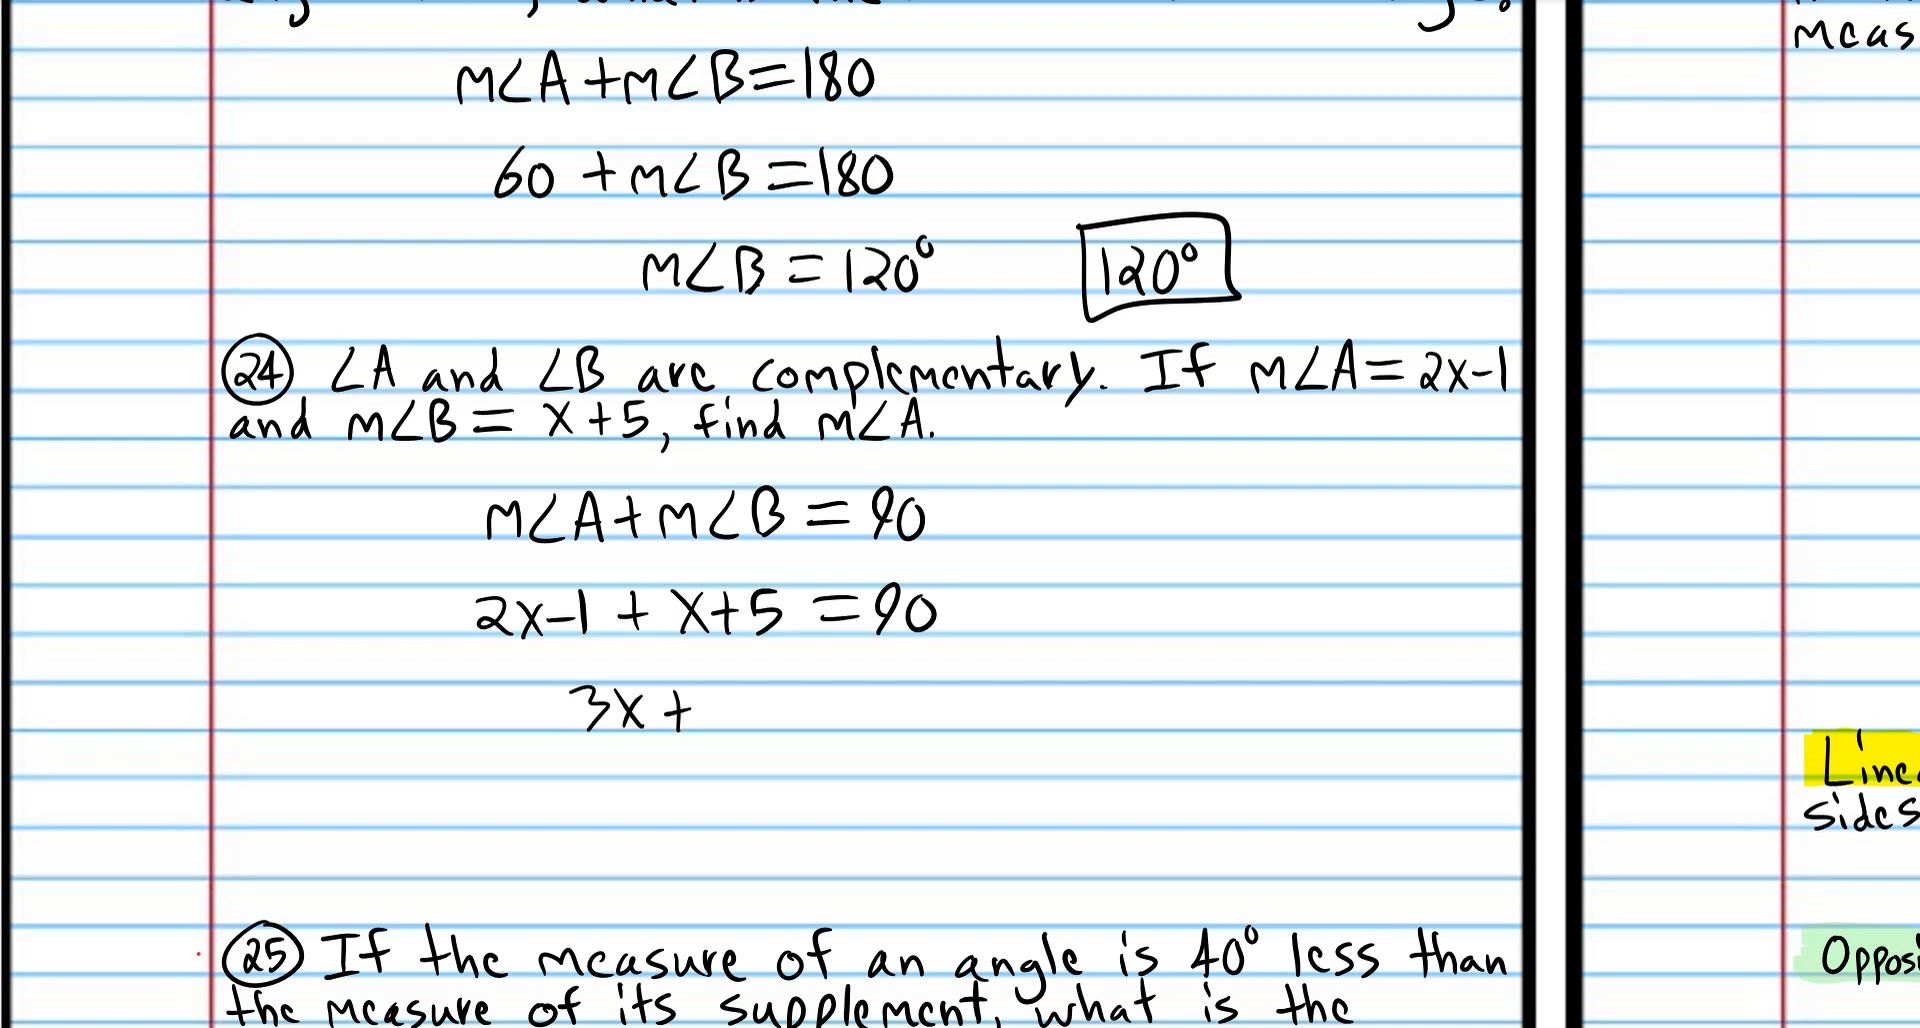 m∠A+m∠B=180
60 +m∠B=180
m∠B=120°
120°
24 ∠A and ∠B are complementary. If m∠A=2x-1
and m∠B= x+5, find m∠A.
m∠A+m∠B=90
2x-1 + x+5 =90
3x+
25 If the measure of an angle is 40° less than
the measure of its supplement, what is the
meas
Line
sides
Opposi